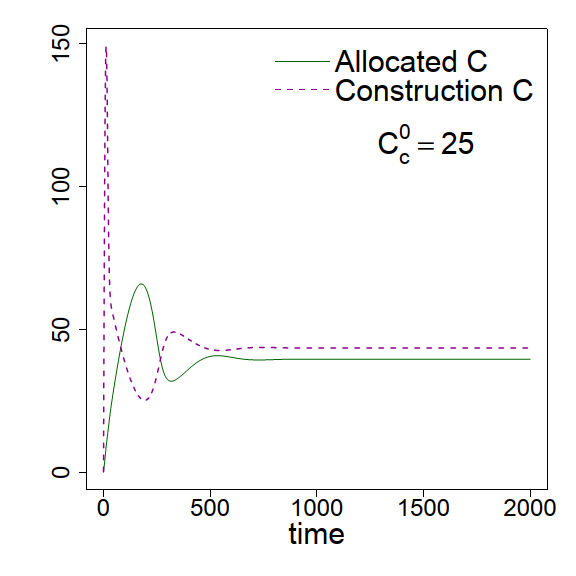 Allocated C
Construction C
C_c^0 = 25
150
100
50
0
0 500 1000 1500 2000
time